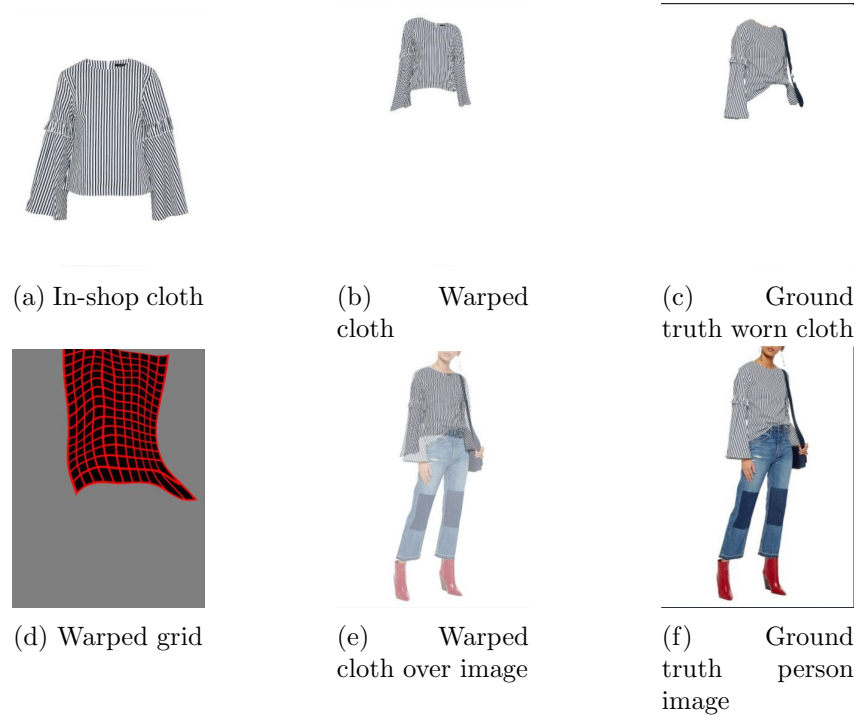 (a) In-shop cloth
(b) Warped
cloth
(c) Ground
truth worn cloth
(d) Warped grid
(e) Warped
cloth over image
(f) Ground
truth person
image